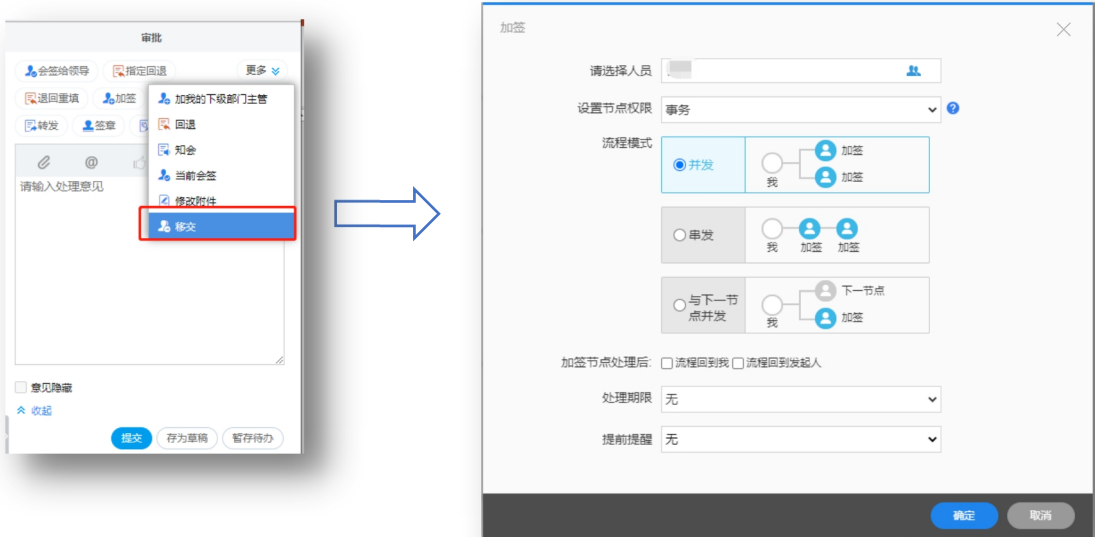 审批
会签给领导
指定回退
更多
退回重填
加签
转发
签章
加我的下级部门主管
回退
知会
当前会签
修改附件
移交
@
请输入处理意见
意见隐藏
收起
提交
存为草稿
暂存待办
加签
请选择人员
设置节点权限
事务
流程模式
并发
我
加签
加签
串发
我
加签
加签
与下一节
点并发
我
下一节点
加签
加签节点处理后:
流程回到我
流程回到发起人
处理期限
无
提前提醒
无
确定
取消